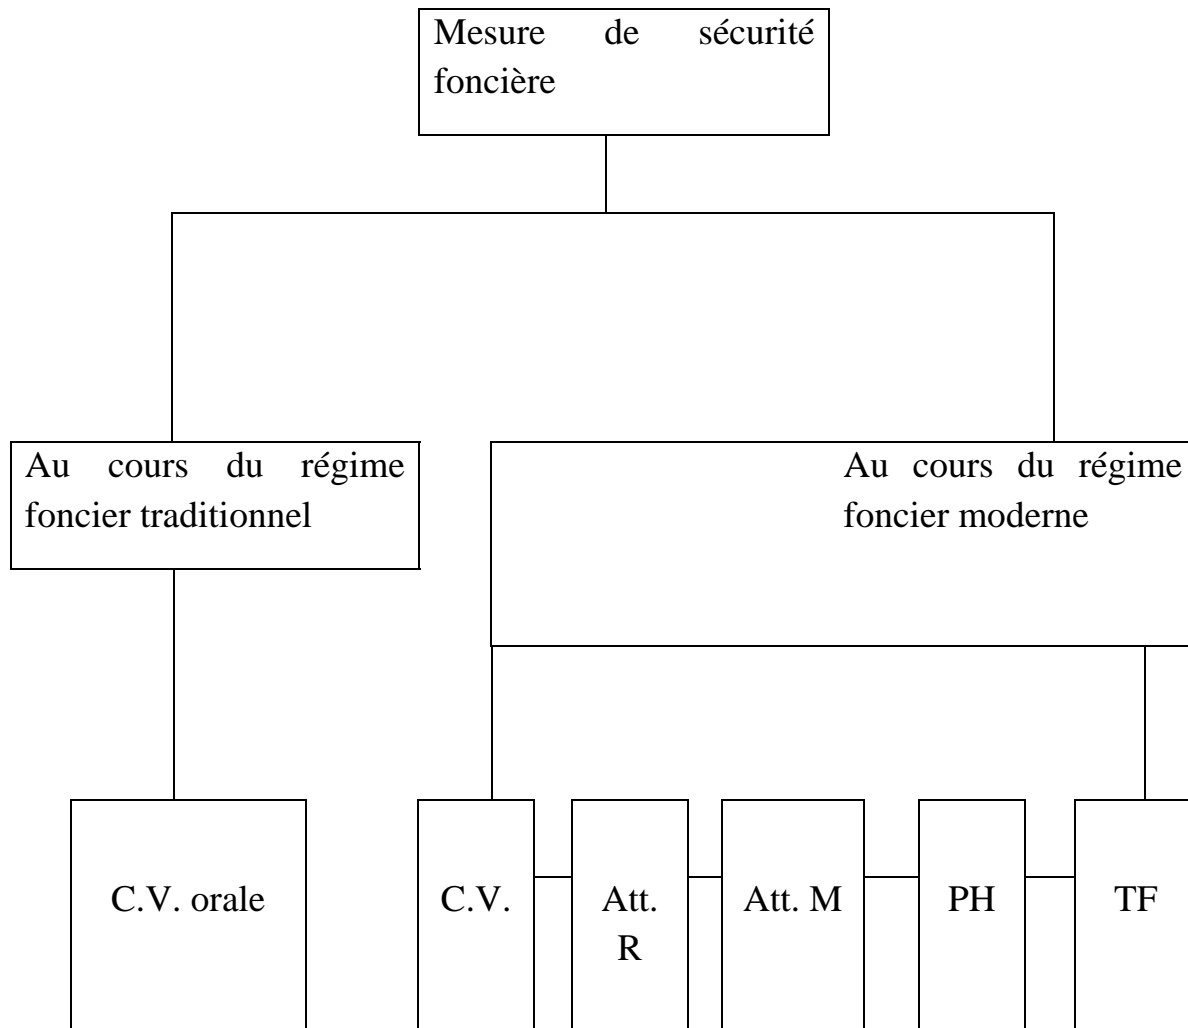 Mesure de sécurité
foncière
Au cours du régime
foncier traditionnel
Au cours du régime
foncier moderne
C.V. orale
C.V.
Att.
R
Att. M
PH
TF